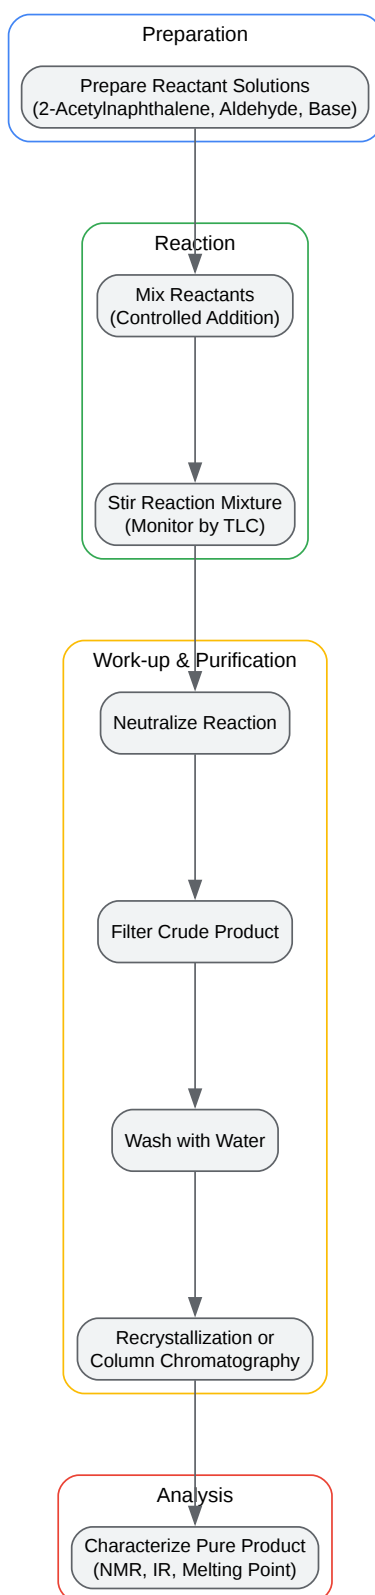 Preparation
Prepare Reactant Solutions
(2-Acetylnaphthalene, Aldehyde, Base)
Reaction
Mix Reactants
(Controlled Addition)
Stir Reaction Mixture
(Monitor by TLC)
Work-up & Purification
Neutralize Reaction
Filter Crude Product
Wash with Water
Recrystallization or
Column Chromatography
Analysis
Characterize Pure Product
(NMR, IR, Melting Point)